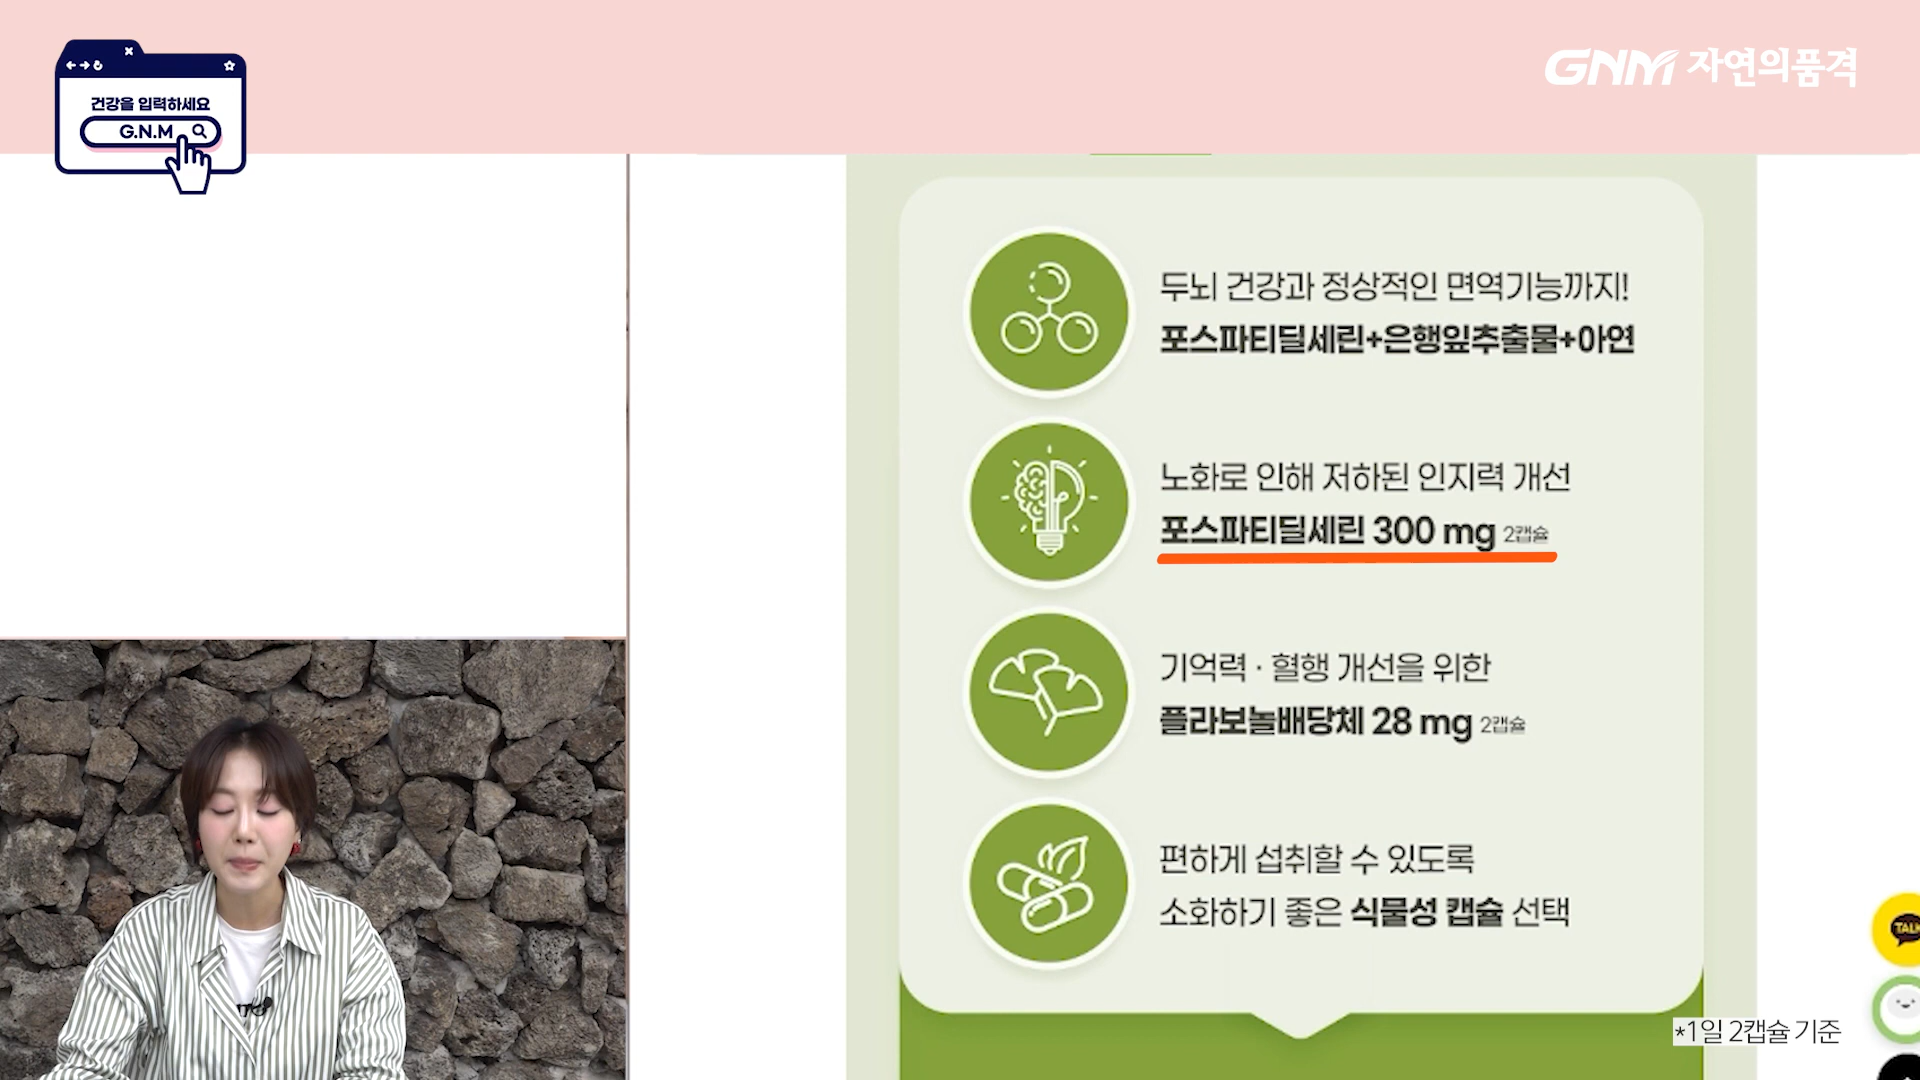 건강을 입력하세요
G.N.M
GNM 자연의품격
두뇌 건강과 정상적인 면역기능까지!
포스파티딜세린+은행잎추출물+아연
노화로 인해 저하된 인지력 개선
포스파티딜세린 300 mg 2캡슐
기억력 · 혈행 개선을 위한
플라보놀배당체 28 mg 2캡슐
편하게 섭취할 수 있도록
소화하기 좋은 식물성 캡슐 선택
TALK
*1일 2캡슐 기준